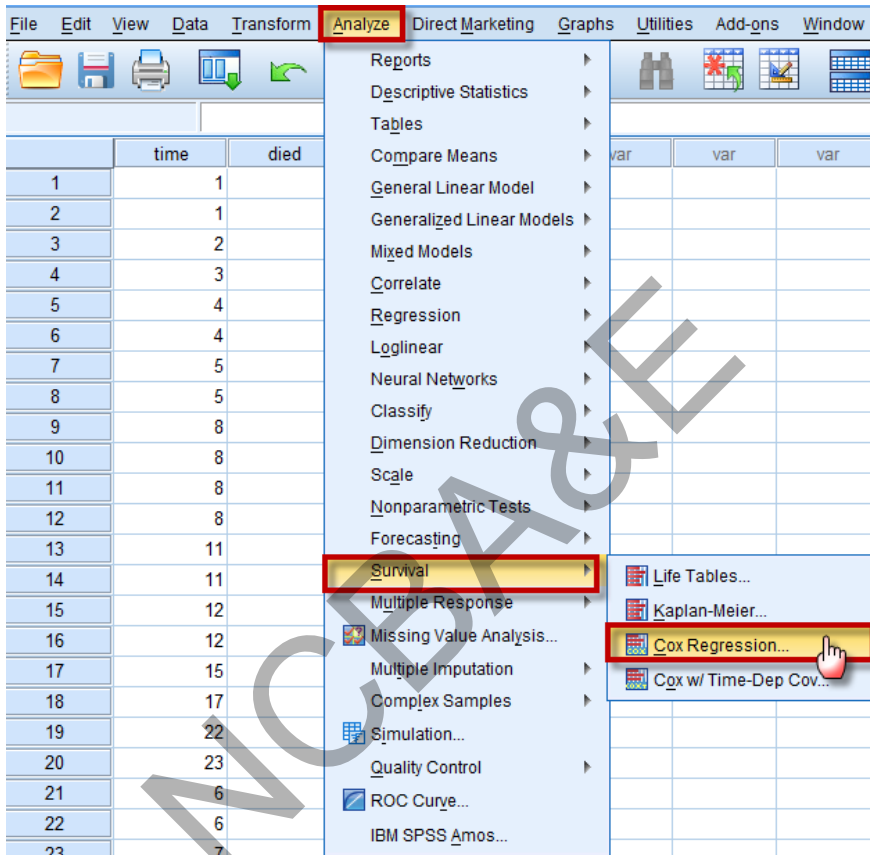 File Edit View Data Transform Analyze Direct Marketing Graphs Utilities Add-ons Window
time died var var var
Reports
Descriptive Statistics
Tables
Compare Means
General Linear Model
Generalized Linear Models
Mixed Models
Correlate
Regression
Loglinear
Neural Networks
Classify
Dimension Reduction
Scale
Nonparametric Tests
Forecasting
Survival
Multiple Response
Missing Value Analysis...
Multiple Imputation
Complex Samples
Simulation...
Quality Control
ROC Curve...
IBM SPSS Amos...
Life Tables...
Kaplan-Meier...
Cox Regression...
Cox w/ Time-Dep Cov...
1 1
2 1
3 2
4 3
5 4
6 4
7 5
8 5
9 8
10 8
11 8
12 8
13 11
14 11
15 12
16 12
17 15
18 17
19 22
20 23
21 6
22 6
23 7
NCBA&E